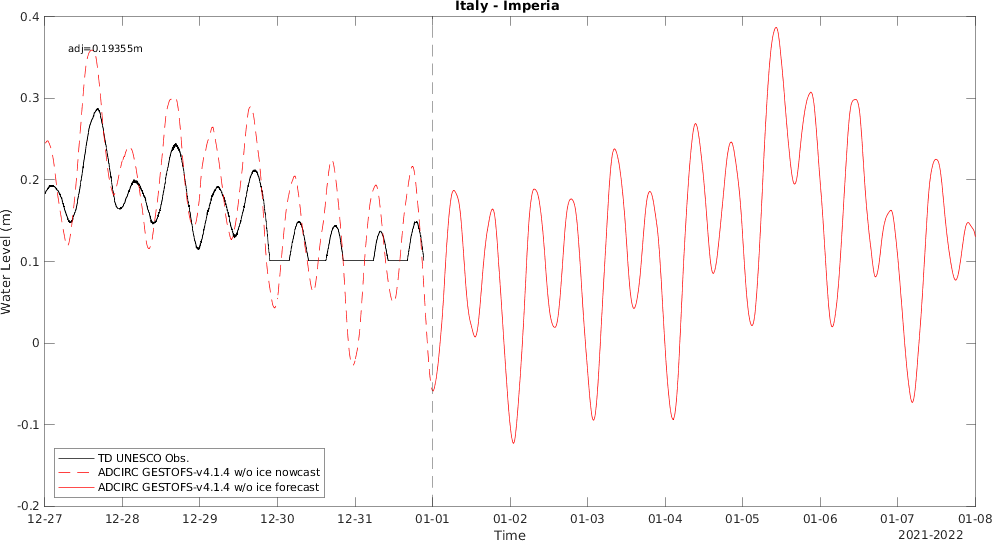 Italy - Imperia
adj=0.19355m
0.4
0.3
0.2
0.1
0
-0.1
-0.2
Water Level (m)
TD UNESCO Obs.
ADCIRC GESTOFS-v4.1.4 w/o ice nowcast
ADCIRC GESTOFS-v4.1.4 w/o ice forecast
12-27 12-28 12-29 12-30 12-31 01-01 01-02 01-03 01-04 01-05 01-06 01-07 01-08
Time
2021-2022